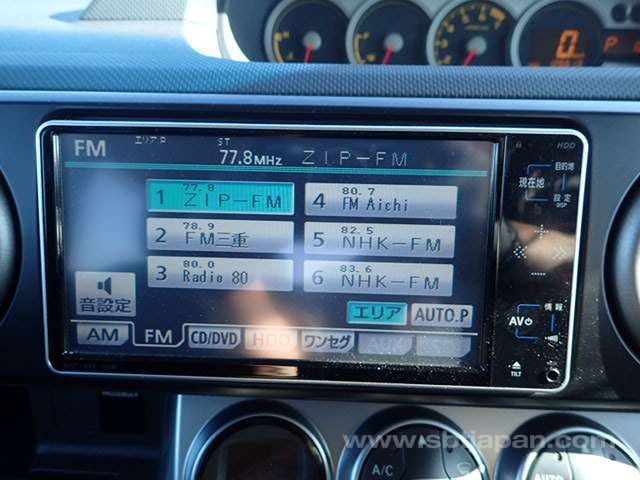 0 P
エリア P ST HDD
FM 77.8MHz ZIP-FM
目的地
現在地
設定
DISP
77.8 80.7
1 ZIP-FM 4 FM Aichi
78.9 82.5
2 FM三重 5 NHK-FM
80.0 83.6
3 Radio 80 6 NHK-FM
音設定
エリア AUTO.P
情報
AV
AM FM CD/DVD HDD ワンセグ AUX
TILT
A/C
www.sbtjapan.com